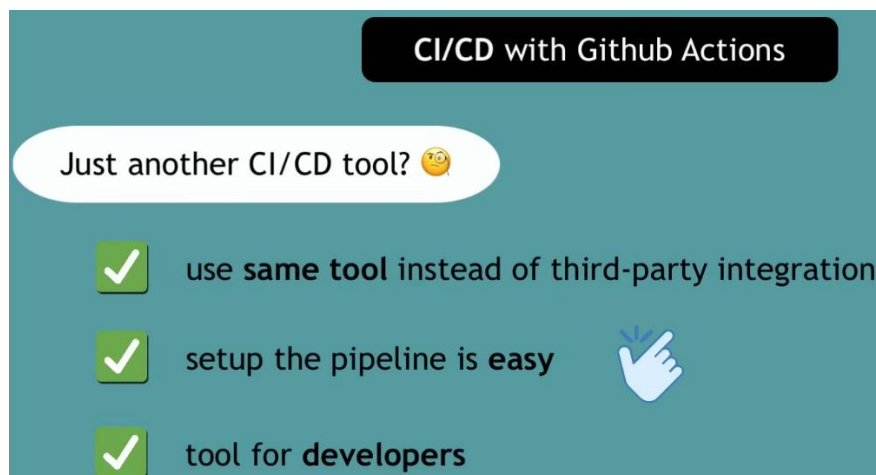 CI/CD with Github Actions
Just another CI/CD tool? 🧐
use same tool instead of third-party integration
setup the pipeline is easy
tool for developers